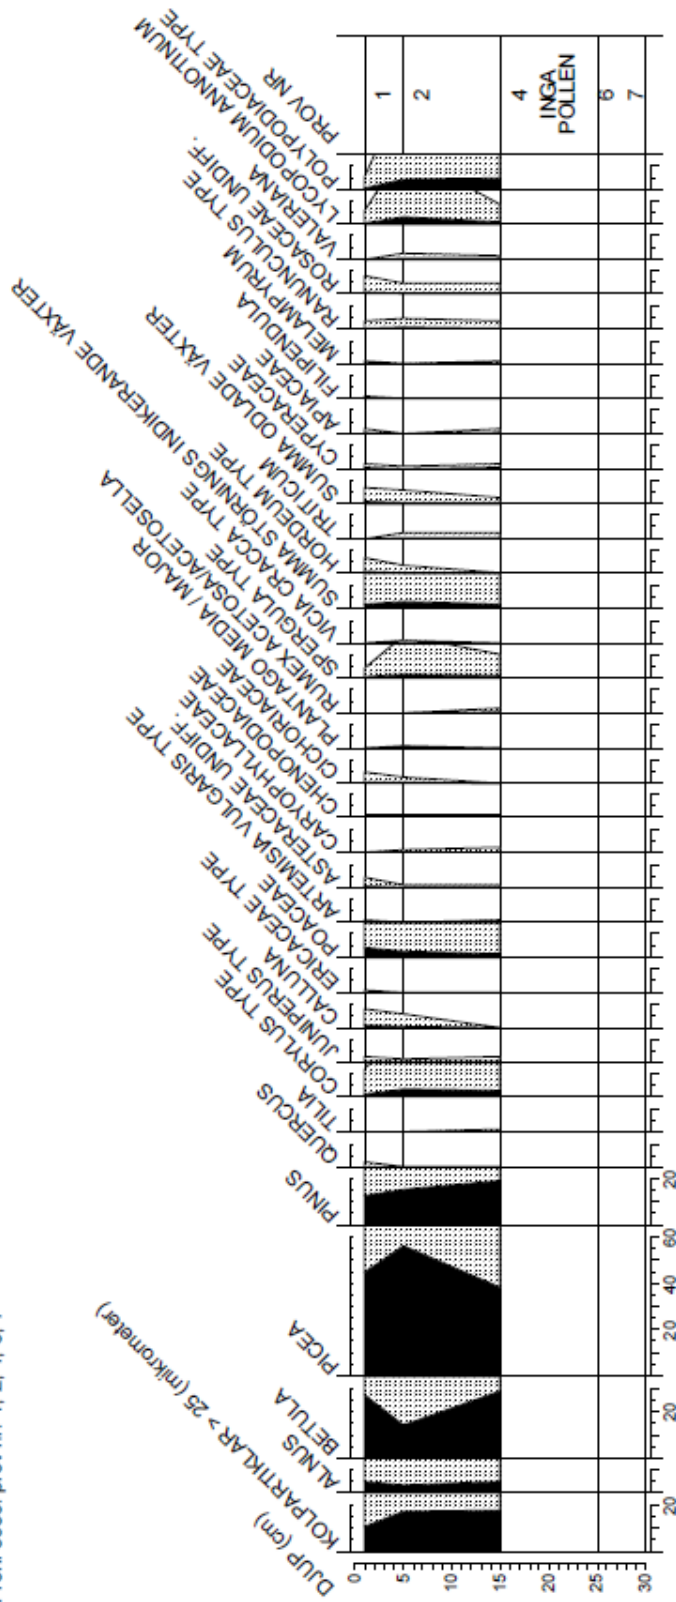 DJUP (cm)
KOLPARTIKLAR > 25 (mikrometer)
ALNUS
BETULA
PICEA
PINUS
QUERCUS
TILIA
CORYLUS TYPE
JUNIPERUS TYPE
CALLUNA
ERICACEAE TYPE
POACEAE
ARTEMISIA VULGARIS TYPE
ASTERACEAE UNDIFF.
CARYOPHYLLACEAE
CHENOPODIACEAE
CICHORIACEAE
PLANTAGO MEDIA / MAJOR
RUMEX ACETOSA/ACETOSELLA
SPERGULA TYPE
VICIA CRACCA TYPE
SUMMA STÖRNINGS INDIKERANDE VÄXTER
HORDEUM TYPE
TRITICUM
SUMMA ODLADE VÄXTER
CYPERACEAE
APIACEAE
FILIPENDULA
MELAMPYRUM
RANUNCULUS TYPE
ROSACEAE UNDIFF.
VALERIANA
LYCOPODIUM ANNOTINUM
POLYPODIACEAE TYPE
PROV NR
0
5
10
15
20
25
30
20
20
20 40 60
20
1
2
4
INGA
POLLEN
6
7